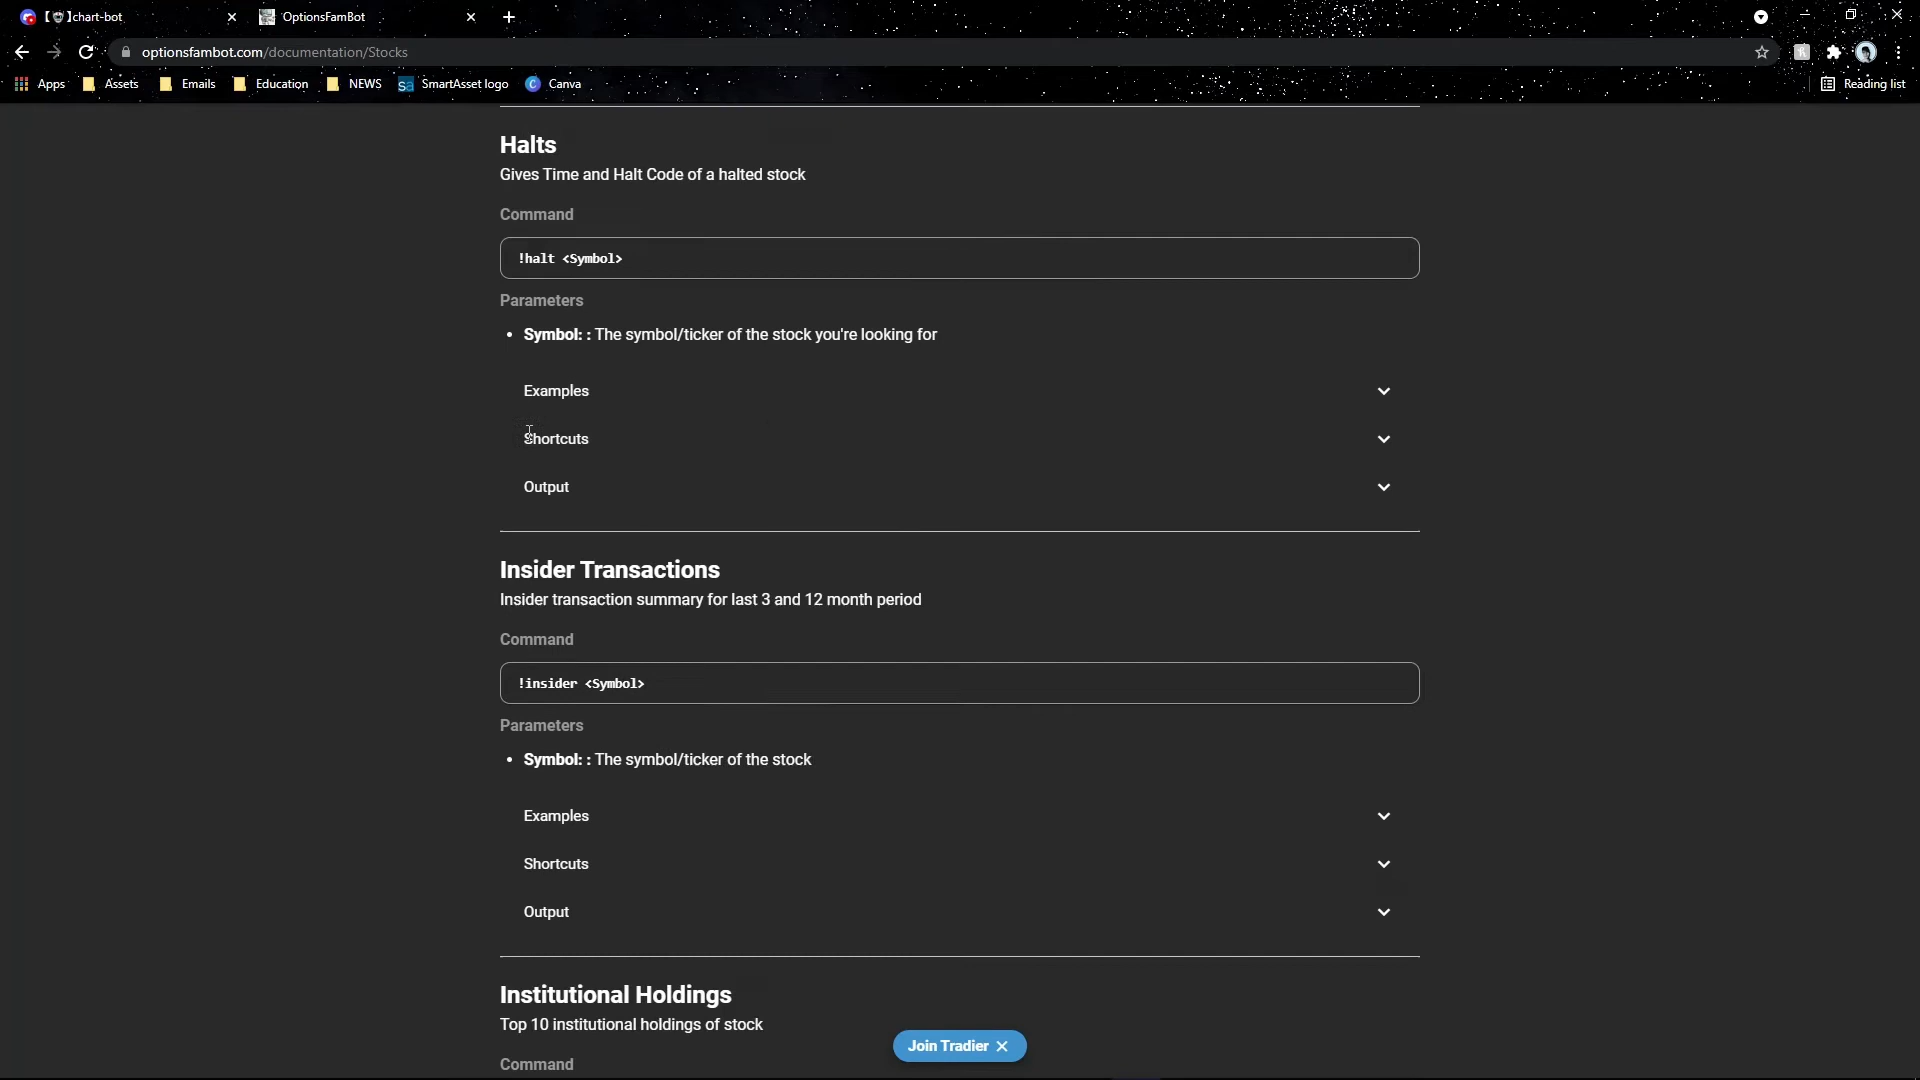 [ ]chart-bot
OptionsFamBot
optionsfambot.com/documentation/Stocks
Apps Assets Emails Education NEWS sa SmartAsset logo C Canva Reading list
Halts
Gives Time and Halt Code of a halted stock
Command
!halt <Symbol>
Parameters
• Symbol: : The symbol/ticker of the stock you're looking for
Examples
Shortcuts
Output
Insider Transactions
Insider transaction summary for last 3 and 12 month period
Command
!insider <Symbol>
Parameters
• Symbol: : The symbol/ticker of the stock
Examples
Shortcuts
Output
Institutional Holdings
Top 10 institutional holdings of stock
Join Tradier ×
Command